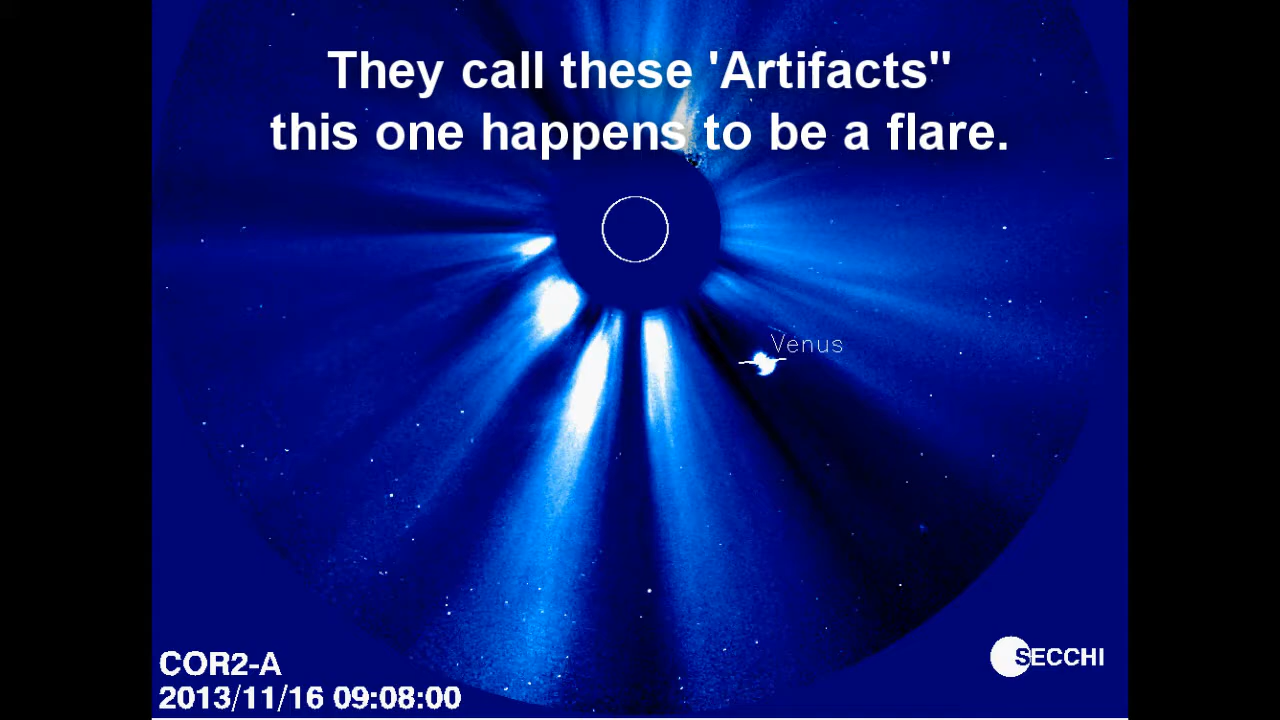 They call these 'Artifacts"
this one happens to be a flare.
Venus
COR2-A
2013/11/16 09:08:00
SECCHI